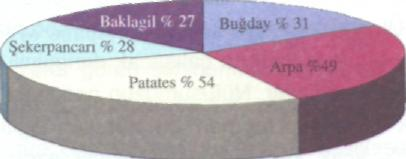 Baklagil % 27
Buğday % 31
Şekerpancarı % 28
Arpa %49
Patates % 54